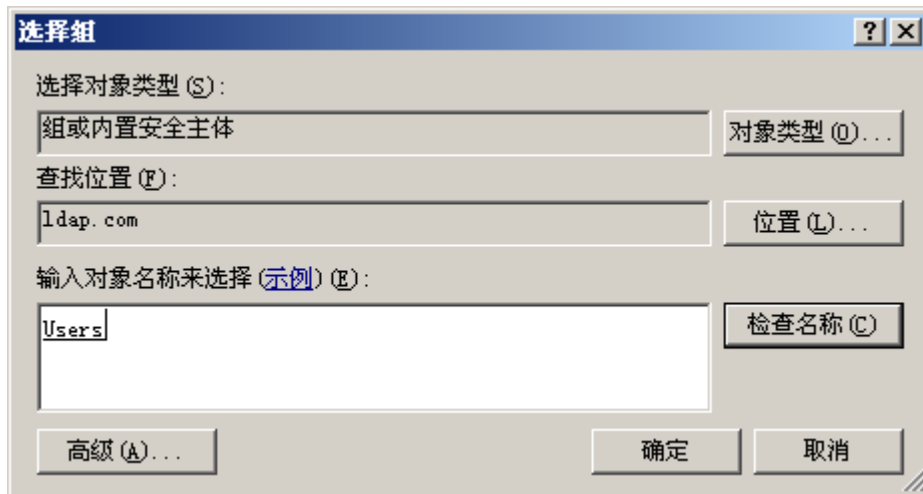 选择组
选择对象类型(S):
组或内置安全主体
对象类型(O)...
查找位置(F):
ldap.com
位置(L)...
输入对象名称来选择(示例)(E):
Users
检查名称(C)
高级(A)...
确定
取消